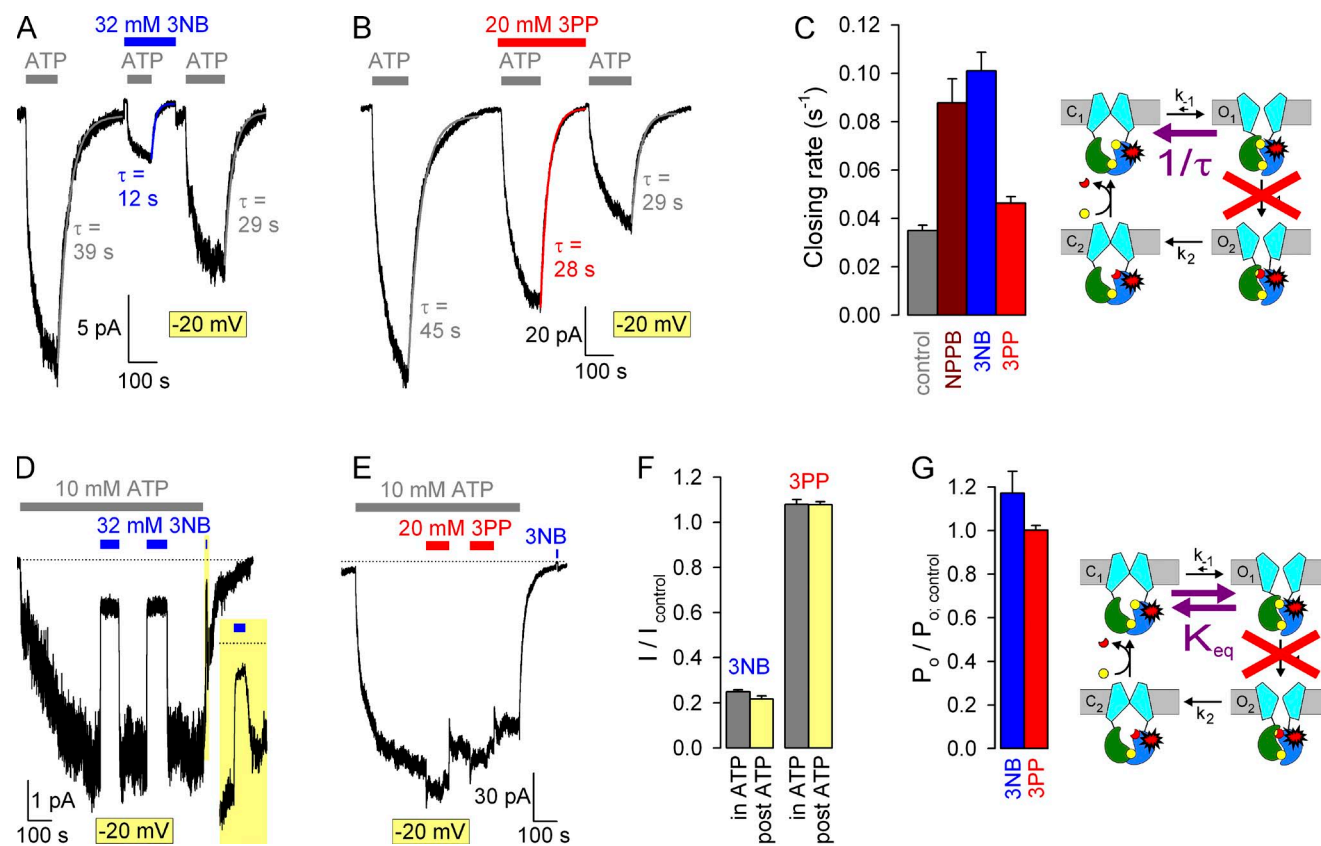 A
32 mM 3NB
ATP
ATP
ATP
τ =
39 s
τ =
12 s
τ =
29 s
5 pA
100 s
-20 mV
B
20 mM 3PP
ATP
ATP
ATP
τ =
45 s
τ =
28 s
τ =
29 s
20 pA
100 s
-20 mV
C
Closing rate (s⁻¹)
0.10
0.08
0.06
0.04
0.02
0.00
control
NPPB
3NB
3PP
C₁
k₋₁
O₁
1/τ
C₂
k₂
O₂
D
10 mM ATP
32 mM 3NB
1 pA
100 s
-20 mV
E
10 mM ATP
20 mM 3PP
3NB
30 pA
100 s
-20 mV
F
I / Icontrol
1.2
1.0
0.8
0.6
0.4
0.2
0.0
3PP
3NB
in ATP
post ATP
in ATP
post ATP
G
Po / Po; control
1.2
1.0
0.8
0.6
0.4
0.2
0.0
3NB
3PP
C₁
k₋₁
O₁
Keq
C₂
k₂
O₂